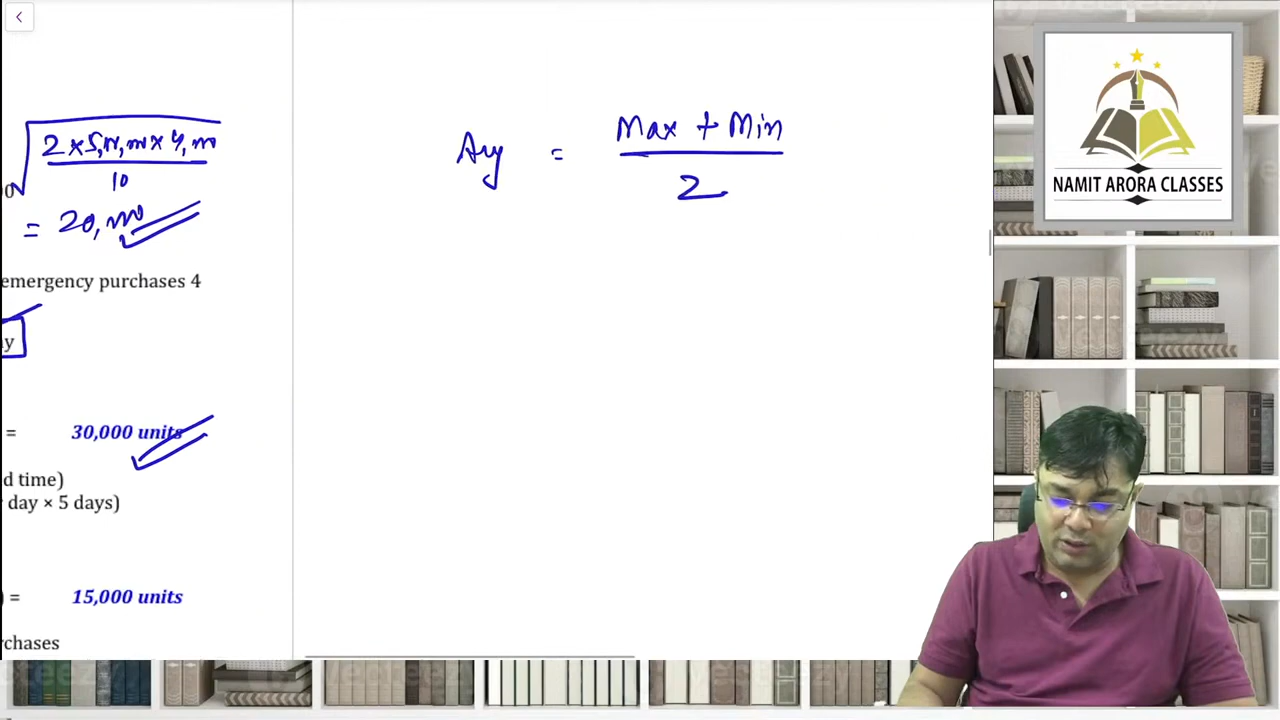 2 × 5,00,000 × 4,000
10
= 20,000
emergency purchases 4
= 30,000 units
d time)
day × 5 days)
) = 15,000 units
rchases
Avg = Max + Min
2
NAMIT ARORA CLASSES